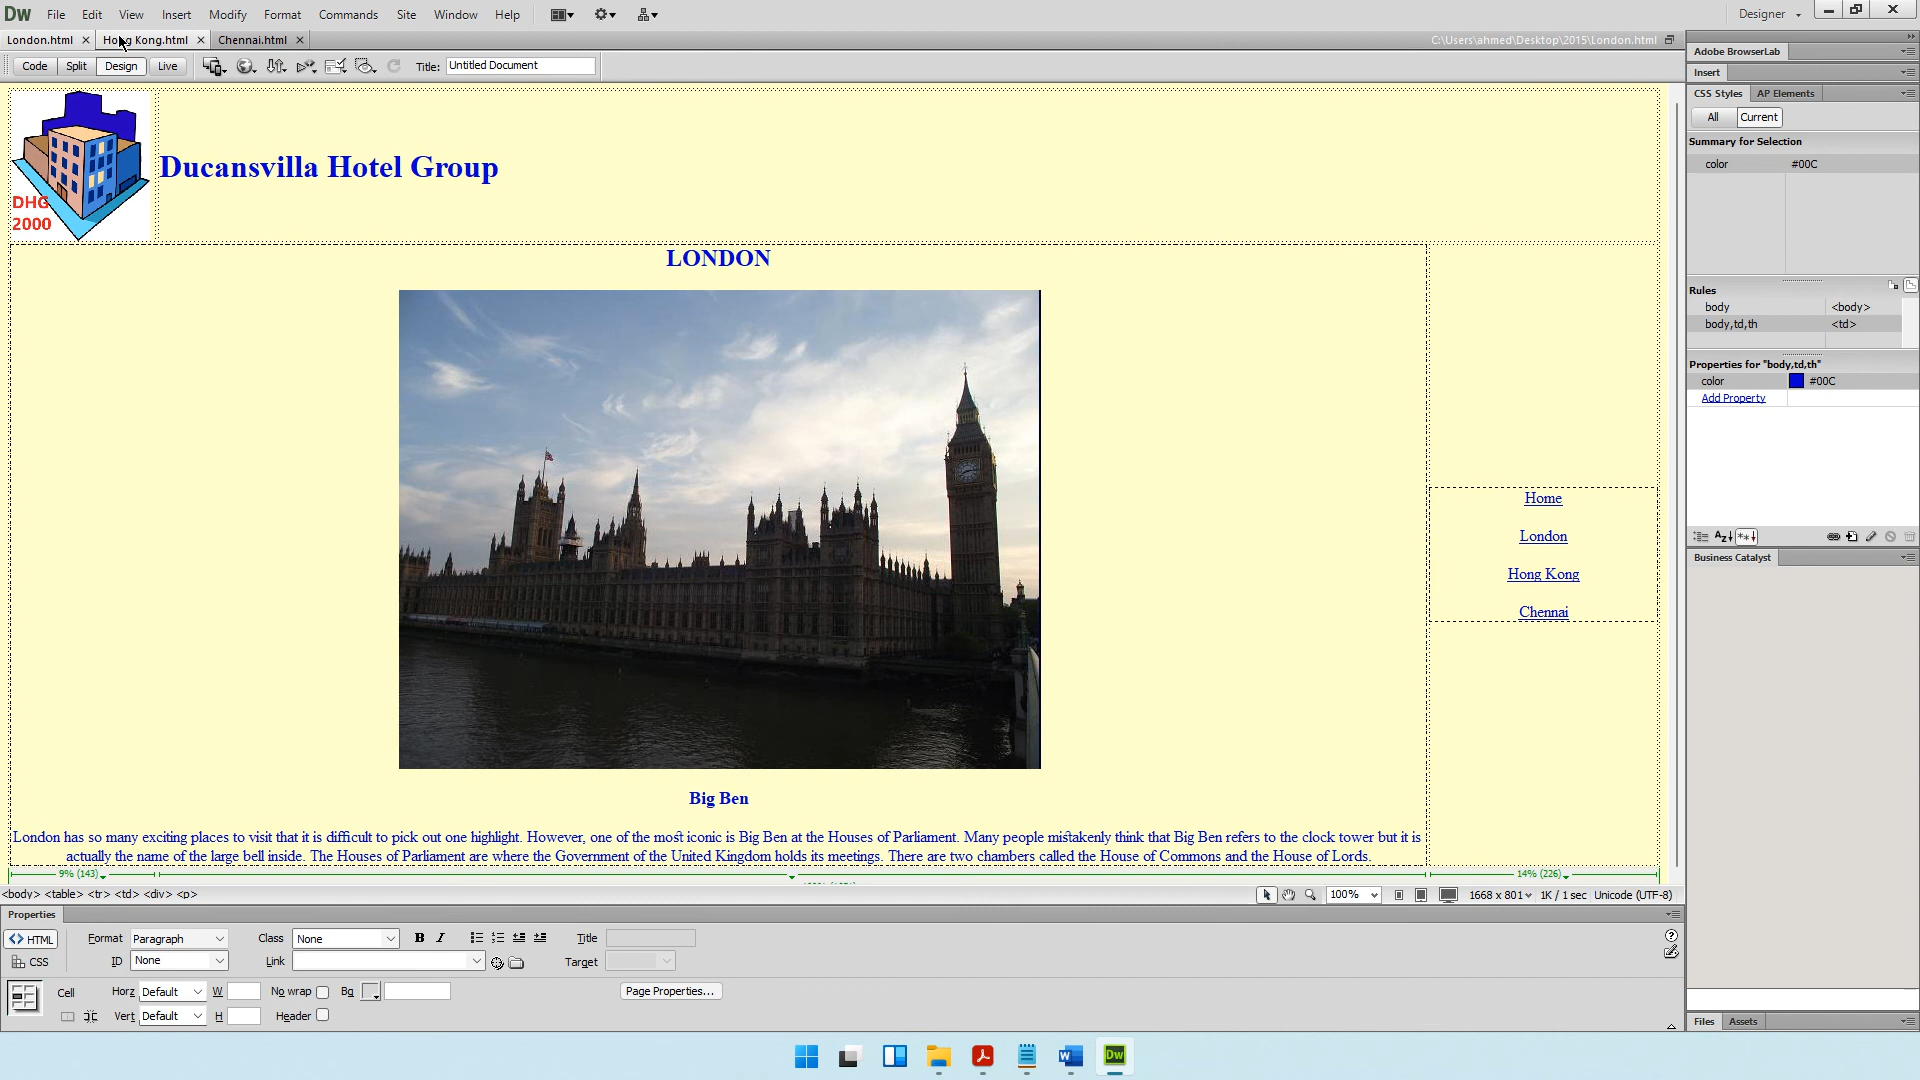 Dw File Edit View Insert Modify Format Commands Site Window Help Designer
London.html Hong Kong.html Chennai.html C:\Users\ahmed\Desktop\2015\London.html
Code Split Design Live Title: Untitled Document
DHG
2000
Ducansvilla Hotel Group
LONDON
Home
London
Hong Kong
Chennai
Big Ben
London has so many exciting places to visit that it is difficult to pick out one highlight. However, one of the most iconic is Big Ben at the Houses of Parliament. Many people mistakenly think that Big Ben refers to the clock tower but it is
actually the name of the large bell inside. The Houses of Parliament are where the Government of the United Kingdom holds its meetings. There are two chambers called the House of Commons and the House of Lords.
9% (143) 14% (226)
<body> <table> <tr> <td> <div> <p> 100% 1668 x 801 1K / 1 sec Unicode (UTF-8)
Properties
<> HTML Format Paragraph Class None B I Title
CSS ID None Link Target
Cell Horz Default W No wrap Bg Page Properties...
Vert Default H Header
Adobe BrowserLab
Insert
CSS Styles AP Elements
All Current
Summary for Selection
color #00C
Rules
body <body>
body,td,th <td>
Properties for "body,td,th"
color #00C
Add Property
Business Catalyst
Files Assets